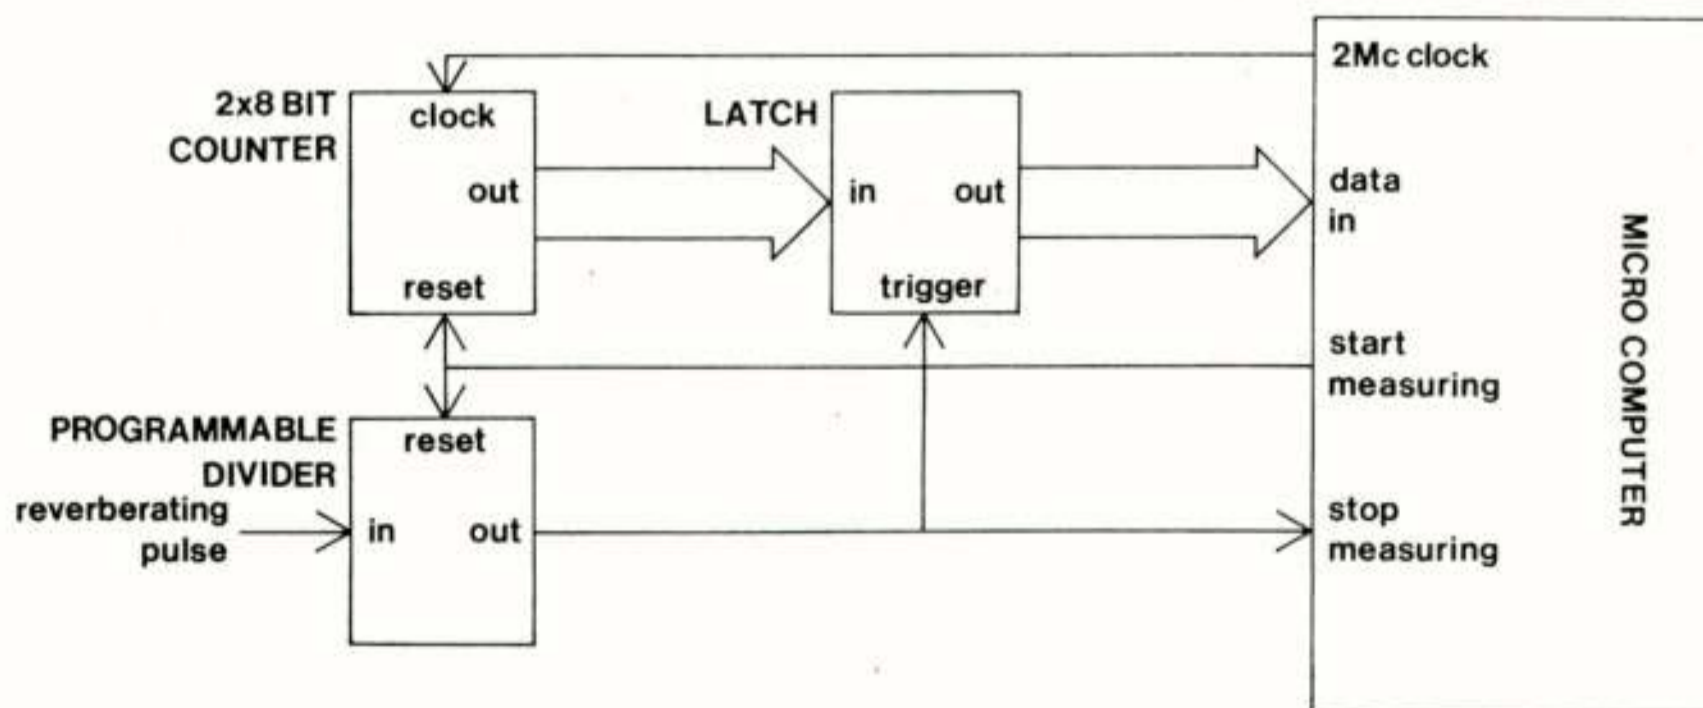 2Mc clock
2x8 BIT
COUNTER
clock
out
reset
LATCH
in
out
trigger
data
in
start
measuring
MICRO COMPUTER
PROGRAMMABLE
DIVIDER
reset
reverberating
pulse
in
out
stop
measuring